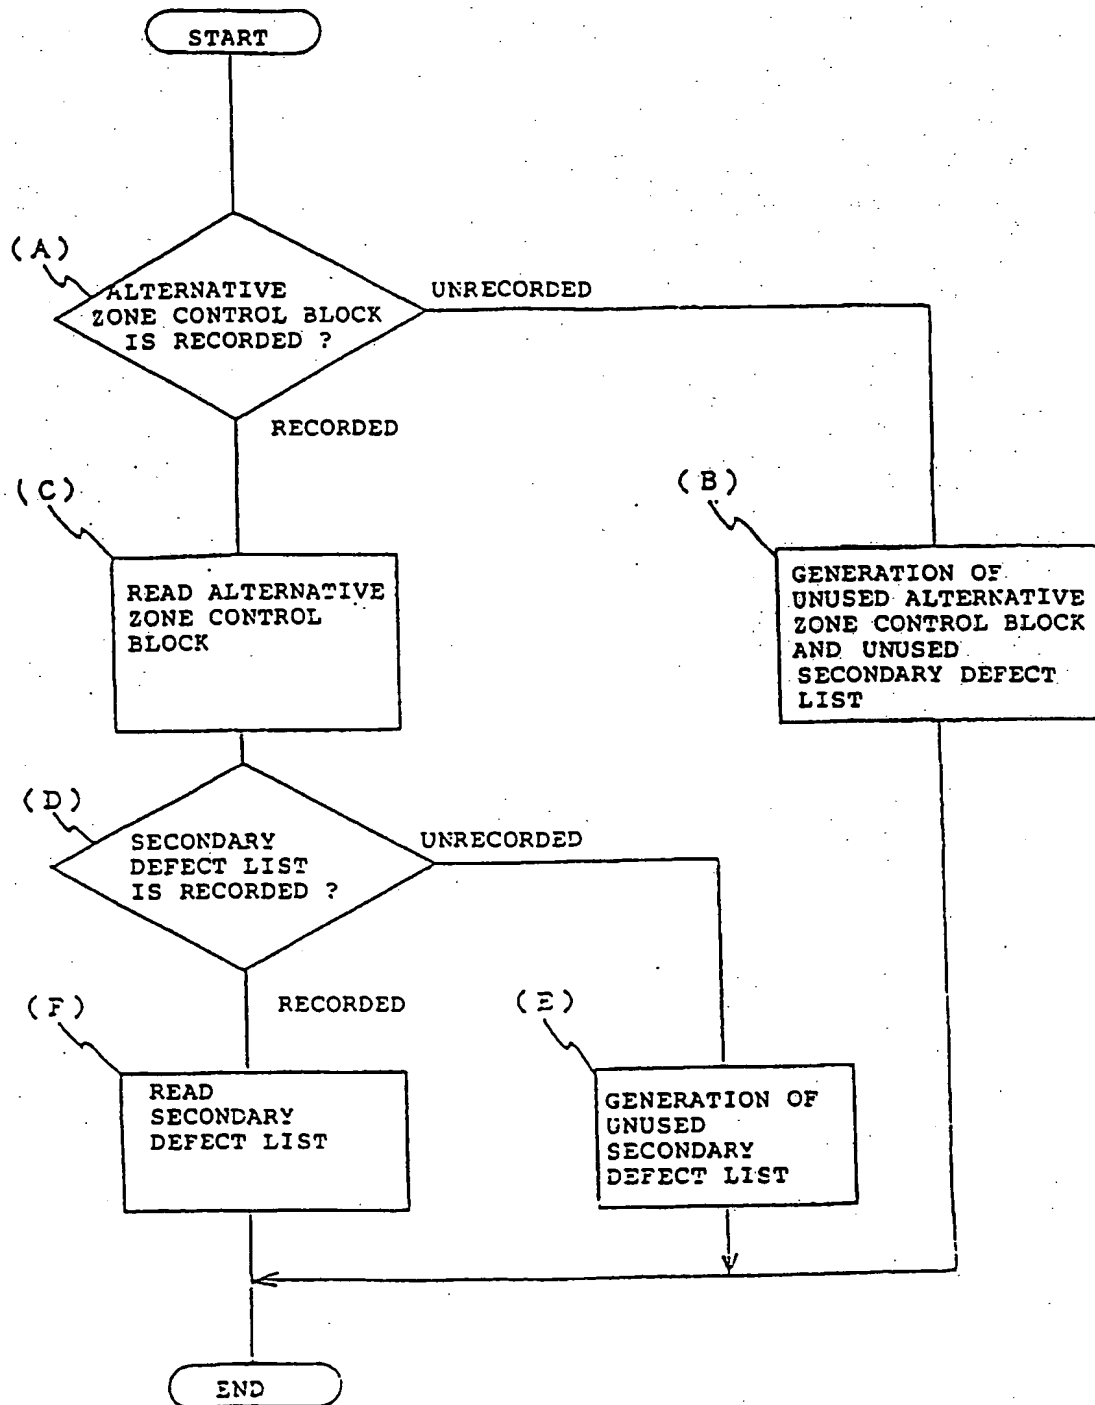 START
(A)
ALTERNATIVE
ZONE CONTROL BLOCK
IS RECORDED ?
UNRECORDED
RECORDED
(C)
READ ALTERNATIVE
ZONE CONTROL
BLOCK
(B)
GENERATION OF
UNUSED ALTERNATIVE
ZONE CONTROL BLOCK
AND UNUSED
SECONDARY DEFECT
LIST
(D)
SECONDARY
DEFECT LIST
IS RECORDED ?
UNRECORDED
RECORDED
(F)
READ
SECONDARY
DEFECT LIST
(E)
GENERATION OF
UNUSED
SECONDARY
DEFECT LIST
END